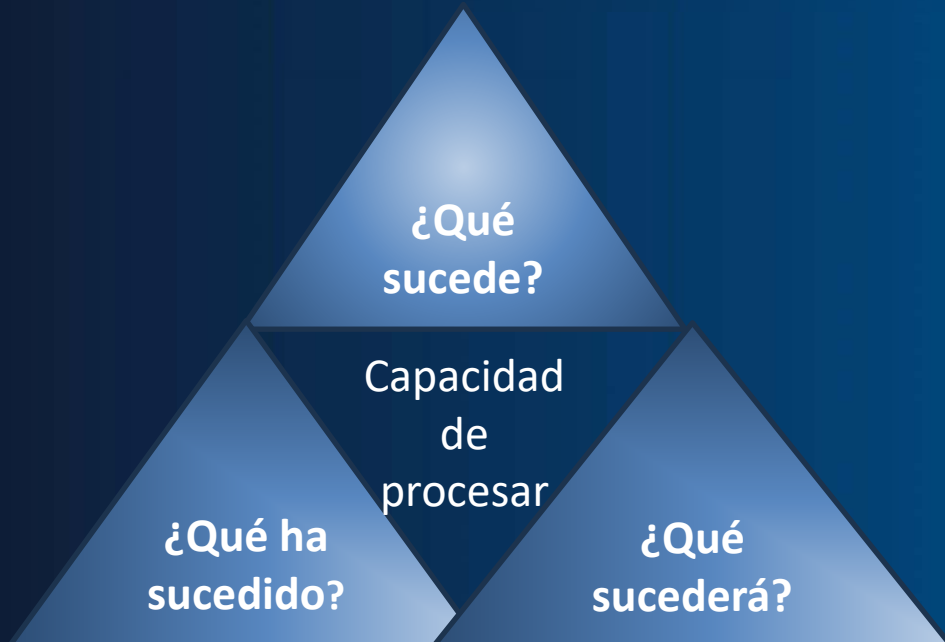 ¿Qué
sucede?
Capacidad
de
procesar
¿Qué ha
sucedido?
¿Qué
sucederá?